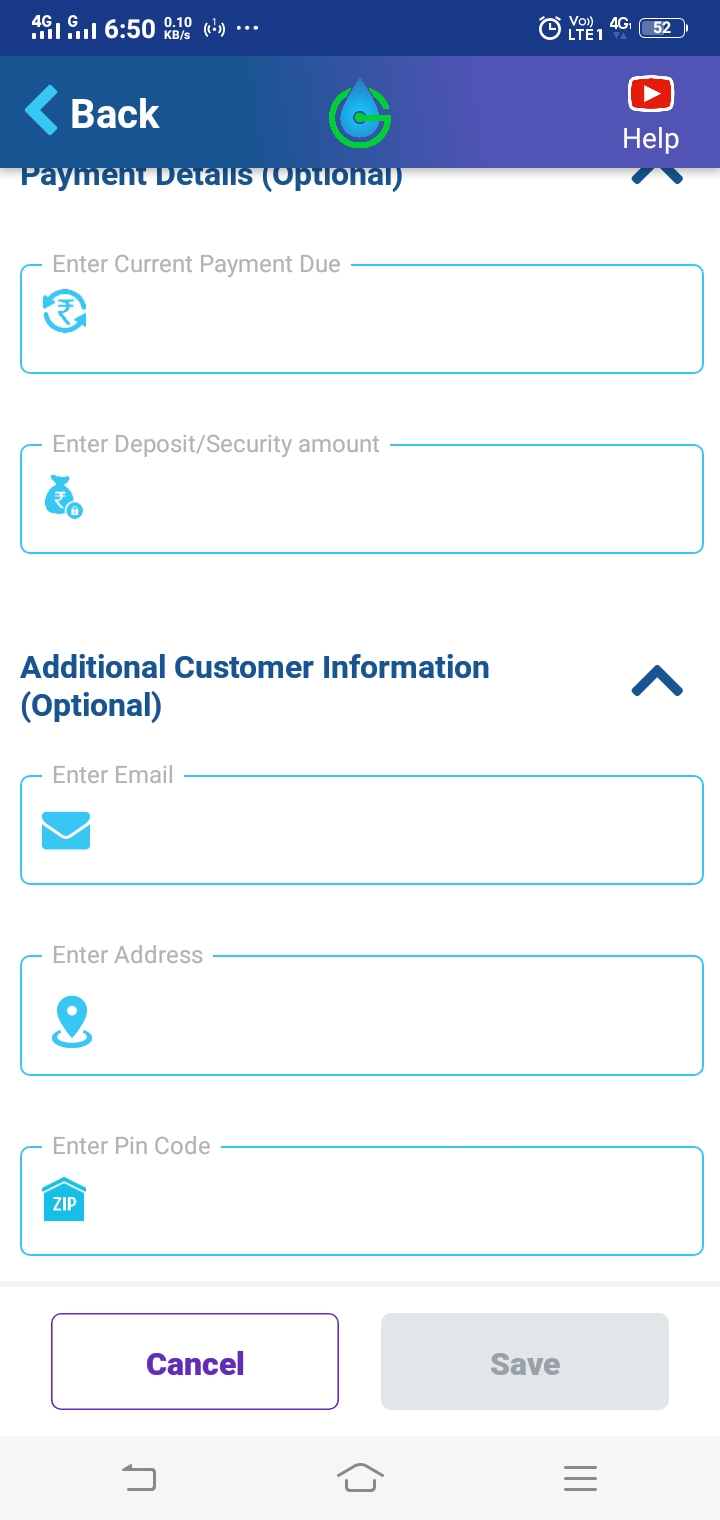 4G G 6:50 0.10 KB/s ... Vo)) LTE1 4G 52
Back
Help
Payment Details (Optional)
Enter Current Payment Due
₹
Enter Deposit/Security amount
₹
Additional Customer Information
(Optional)
Enter Email
Enter Address
Enter Pin Code
ZIP
Cancel
Save